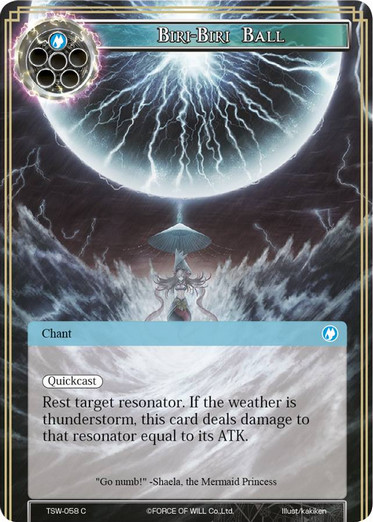 Biri-Biri Ball
Chant
Quickcast
Rest target resonator. If the weather is
thunderstorm, this card deals damage to
that resonator equal to its ATK.
"Go numb!" -Shaela, the Mermaid Princess
TSW-058 C ©FORCE OF WILL Co.,Ltd. Illust/kakiken